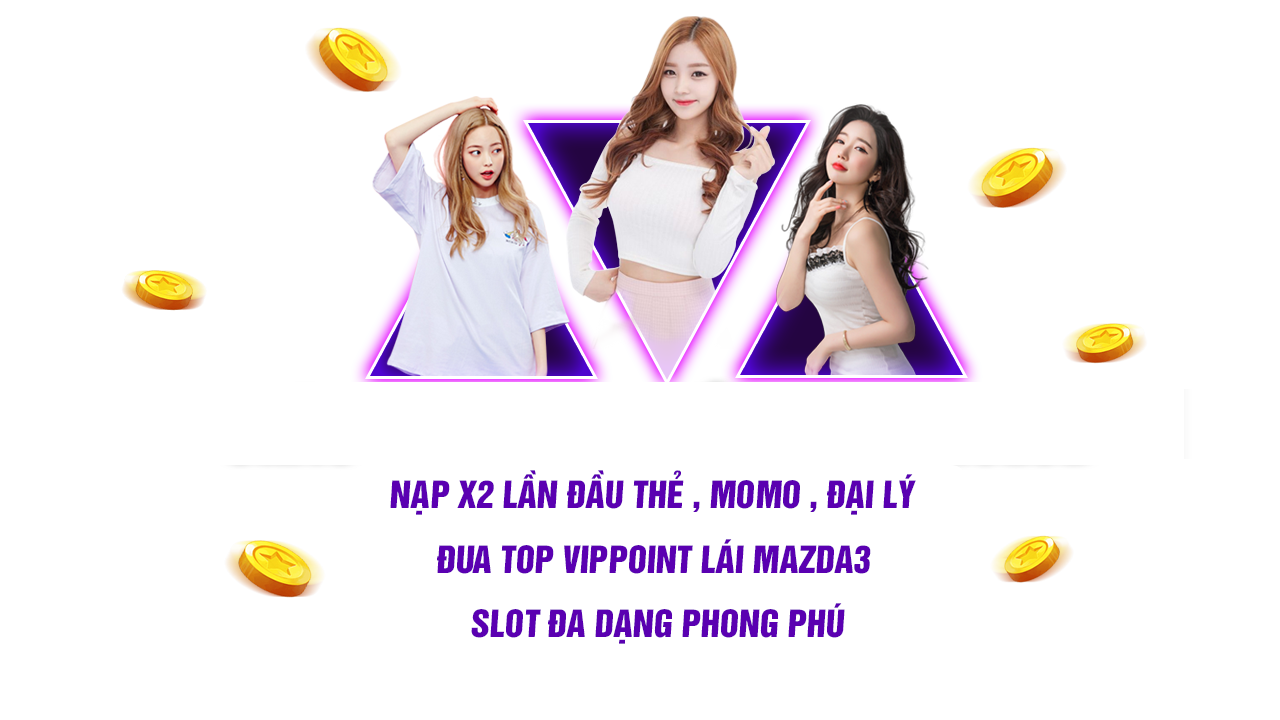 NẠP X2 LẦN ĐẦU THẺ , MOMO , ĐẠI LÝ
ĐUA TOP VIPPOINT LÁI MAZDA3
SLOT ĐA DẠNG PHONG PHÚ